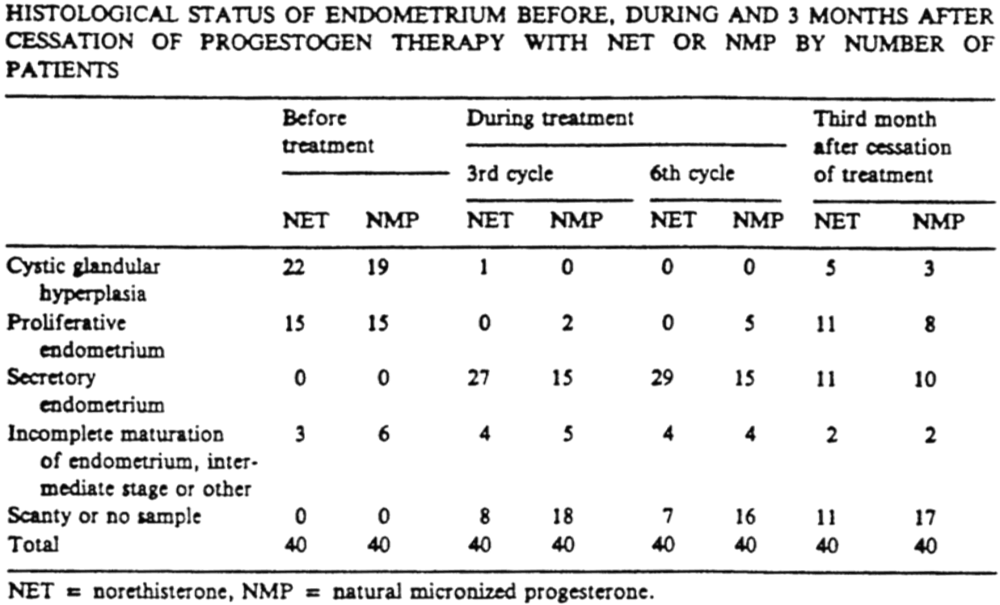 HISTOLOGICAL STATUS OF ENDOMETRIUM BEFORE, DURING AND 3 MONTHS AFTER
CESSATION OF PROGESTOGEN THERAPY WITH NET OR NMP BY NUMBER OF
PATIENTS
Before treatment During treatment Third month after cessation of treatment
3rd cycle 6th cycle
NET NMP NET NMP NET NMP NET NMP
Cystic glandular 22 19 1 0 0 0 5 3
hyperplasia
Proliferative 15 15 0 2 0 5 11 8
endometrium
Secretory 0 0 27 15 29 15 11 10
endometrium
Incomplete maturation 3 6 4 5 4 4 2 2
of endometrium, inter-
mediate stage or other
Scanty or no sample 0 0 8 18 7 16 11 17
Total 40 40 40 40 40 40 40 40
NET = norethisterone, NMP = natural micronized progesterone.